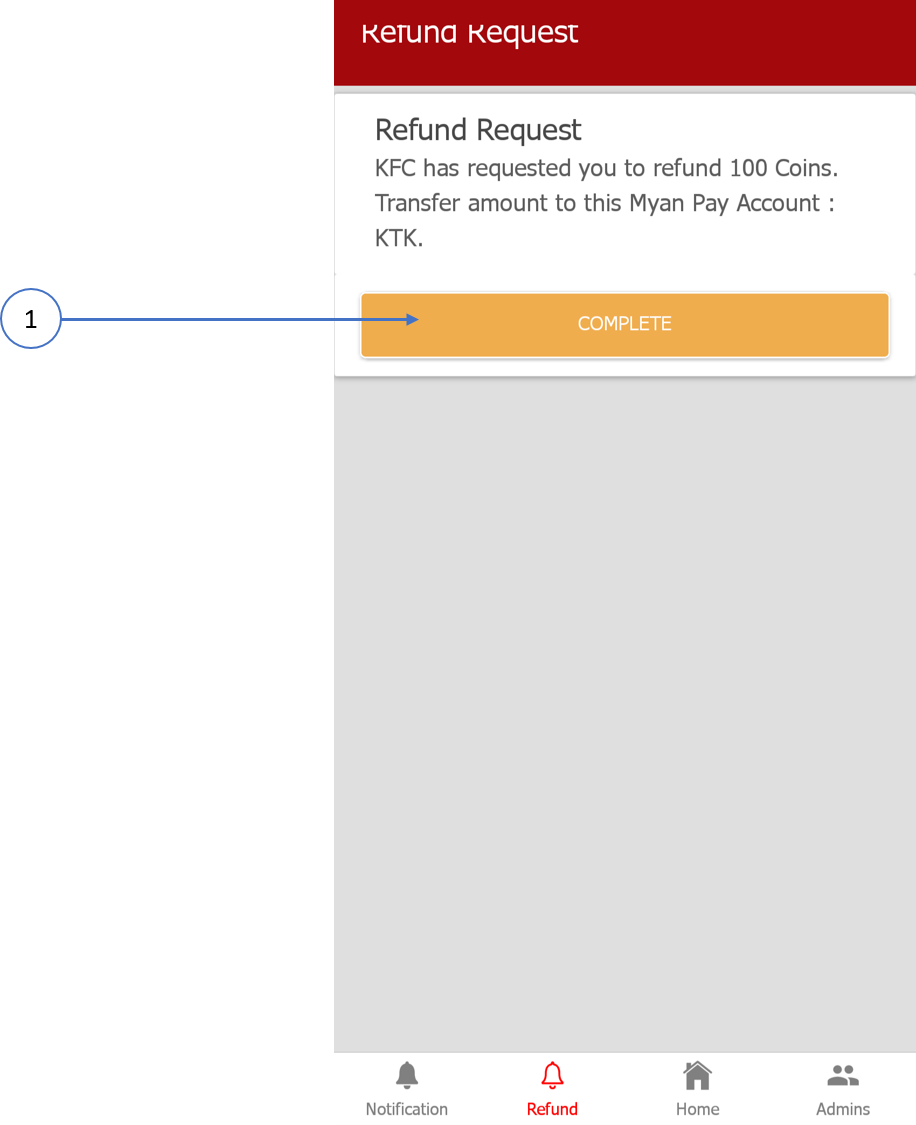 Refund Request
Refund Request
KFC has requested you to refund 100 Coins.
Transfer amount to this Myan Pay Account :
KTK.
1
COMPLETE
Notification
Refund
Home
Admins